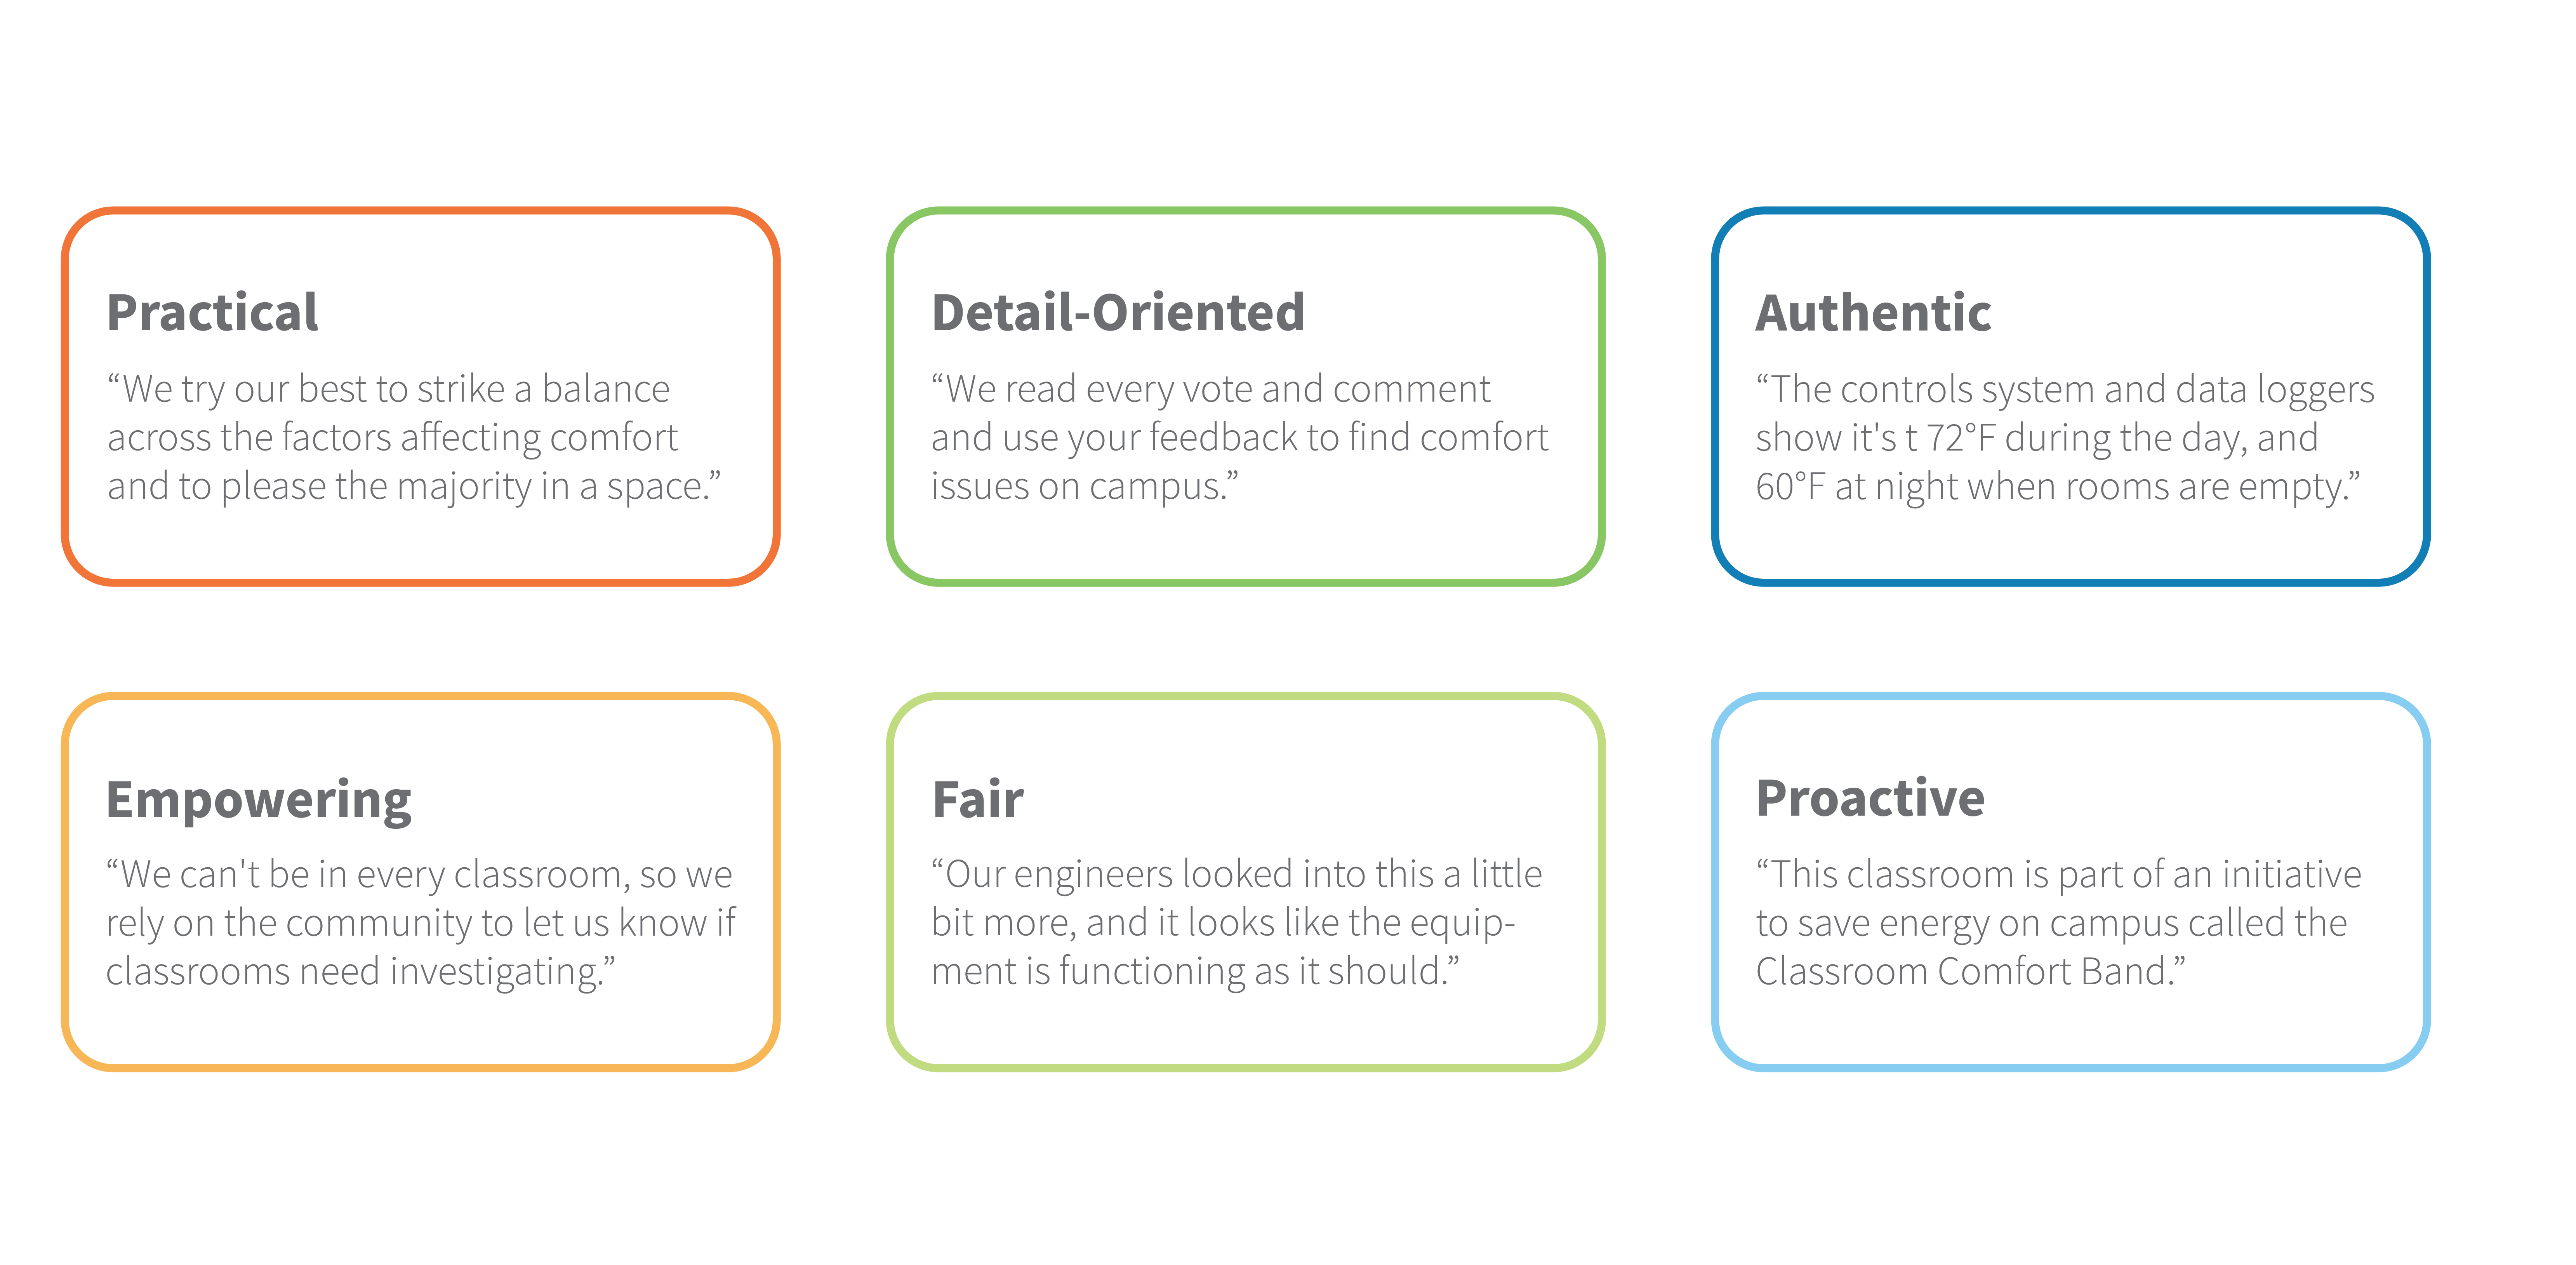 Practical
“We try our best to strike a balance
across the factors affecting comfort
and to please the majority in a space.”
Detail-Oriented
“We read every vote and comment
and use your feedback to find comfort
issues on campus.”
Authentic
“The controls system and data loggers
show it's t 72°F during the day, and
60°F at night when rooms are empty.”
Empowering
“We can't be in every classroom, so we
rely on the community to let us know if
classrooms need investigating.”
Fair
“Our engineers looked into this a little
bit more, and it looks like the equip-
ment is functioning as it should.”
Proactive
“This classroom is part of an initiative
to save energy on campus called the
Classroom Comfort Band.”